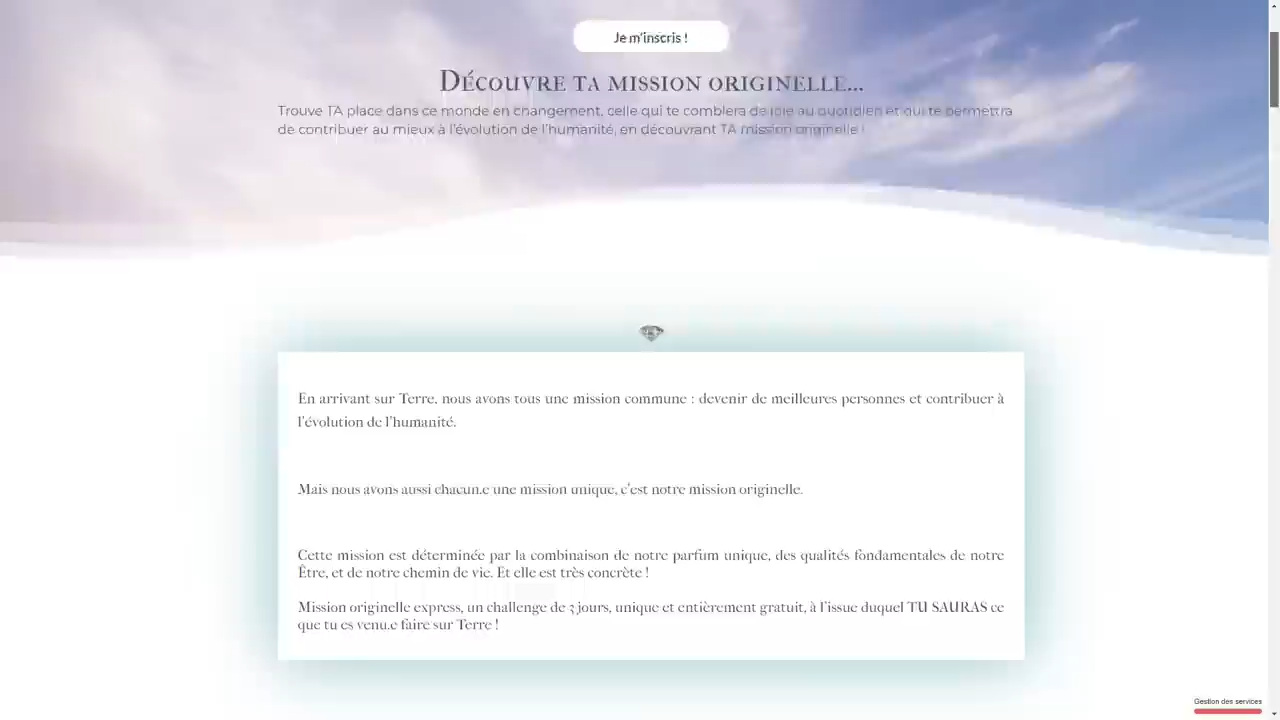 Je m'inscris !
Découvre ta mission originelle...
Trouve TA place dans ce monde en changement, celle qui te comblera de joie au quotidien et qui te permettra
de contribuer au mieux à l'évolution de l'humanité, en découvrant TA mission originelle !
En arrivant sur Terre, nous avons tous une mission commune : devenir de meilleures personnes et contribuer à
l'évolution de l'humanité.
Mais nous avons aussi chacun.e une mission unique, c'est notre mission originelle.
Cette mission est déterminée par la combinaison de notre parfum unique, des qualités fondamentales de notre
Être, et de notre chemin de vie. Et elle est très concrète !
Mission originelle express, un challenge de 3 jours, unique et entièrement gratuit, à l'issue duquel TU SAURAS ce
que tu es venu.e faire sur Terre !
Gestion des services